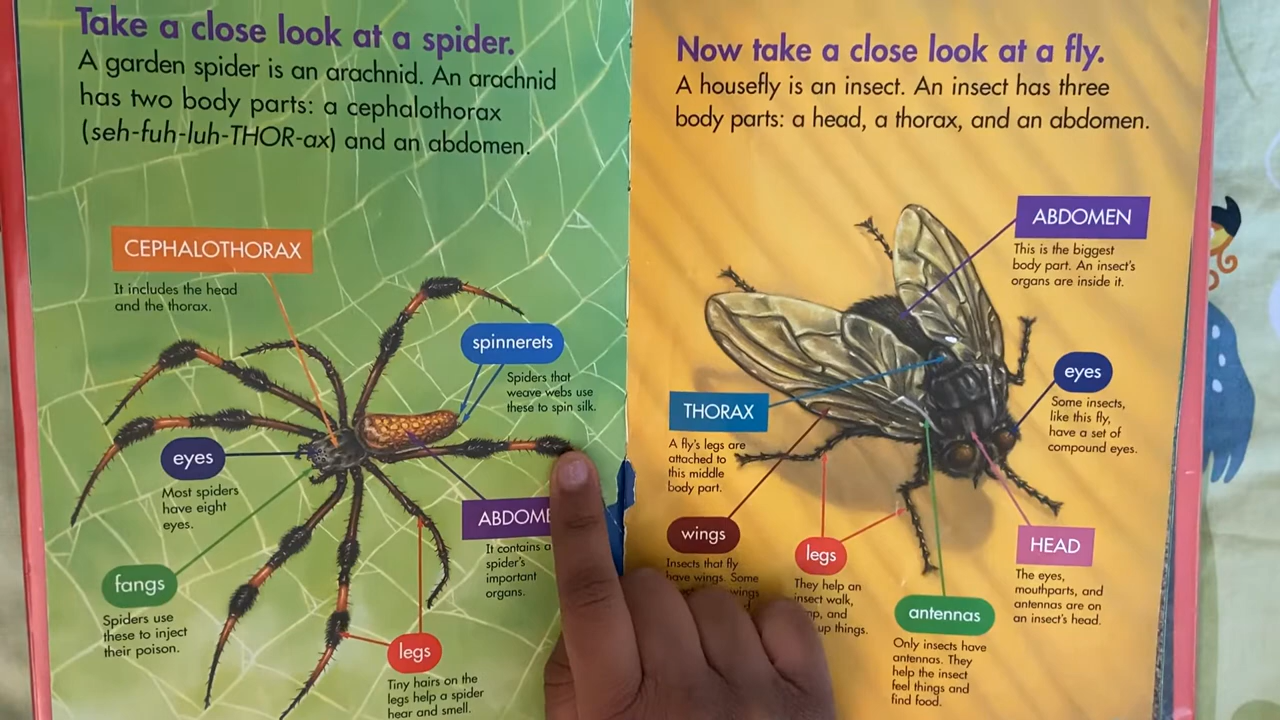 Take a close look at a spider.
A garden spider is an arachnid. An arachnid
has two body parts: a cephalothorax
(seh-fuh-luh-THOR-ax) and an abdomen.
CEPHALOTHORAX
It includes the head
and the thorax.
spinnerets
Spiders that
weave webs use
these to spin silk.
eyes
Most spiders
have eight
eyes.
ABDOME
It contains a
spider's
important
organs.
fangs
Spiders use
these to inject
their poison.
legs
Tiny hairs on the
legs help a spider
hear and smell.
Now take a close look at a fly.
A housefly is an insect. An insect has three
body parts: a head, a thorax, and an abdomen.
ABDOMEN
This is the biggest
body part. An insect's
organs are inside it.
eyes
Some insects,
like this fly,
have a set of
compound eyes.
THORAX
A fly's legs are
attached to
this middle
body part.
wings
Insects that fly
have wings. Some
wings
legs
They help an
insect walk,
up things.
HEAD
The eyes,
mouthparts, and
antennas are on
an insect's head.
antennas
Only insects have
antennas. They
help the insect
feel things and
find food.